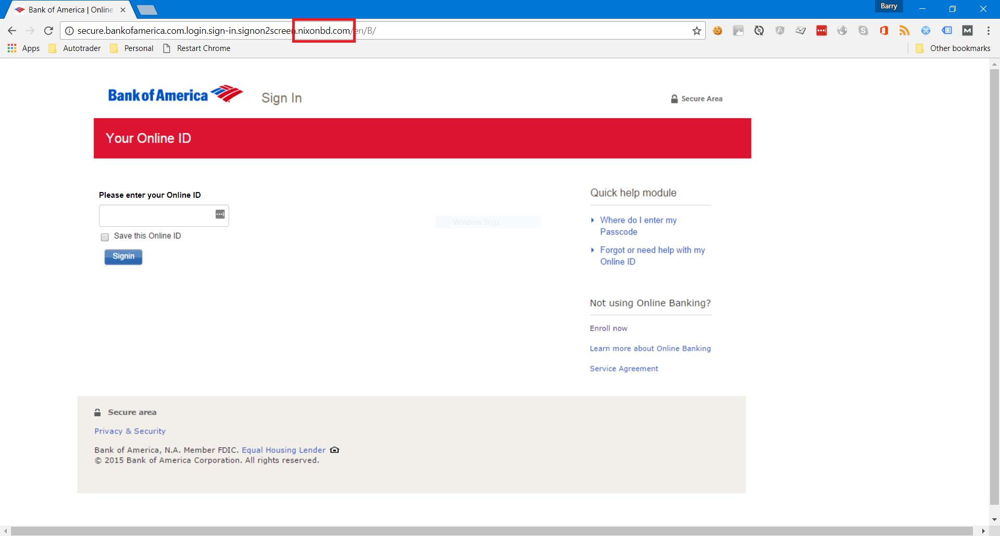 Bank of America | Online
Barry
secure.bankofamerica.com.login.sign-in.signon2screen.nixonbd.com/en/B/
Apps Autotrader Personal Restart Chrome Other bookmarks
Bank of America Sign In Secure Area
Your Online ID
Please enter your Online ID
Save this Online ID
Signin
Window Snip
Quick help module
Where do I enter my
Passcode
Forgot or need help with my
Online ID
Not using Online Banking?
Enroll now
Learn more about Online Banking
Service Agreement
Secure area
Privacy & Security
Bank of America, N.A. Member FDIC. Equal Housing Lender
© 2015 Bank of America Corporation. All rights reserved.